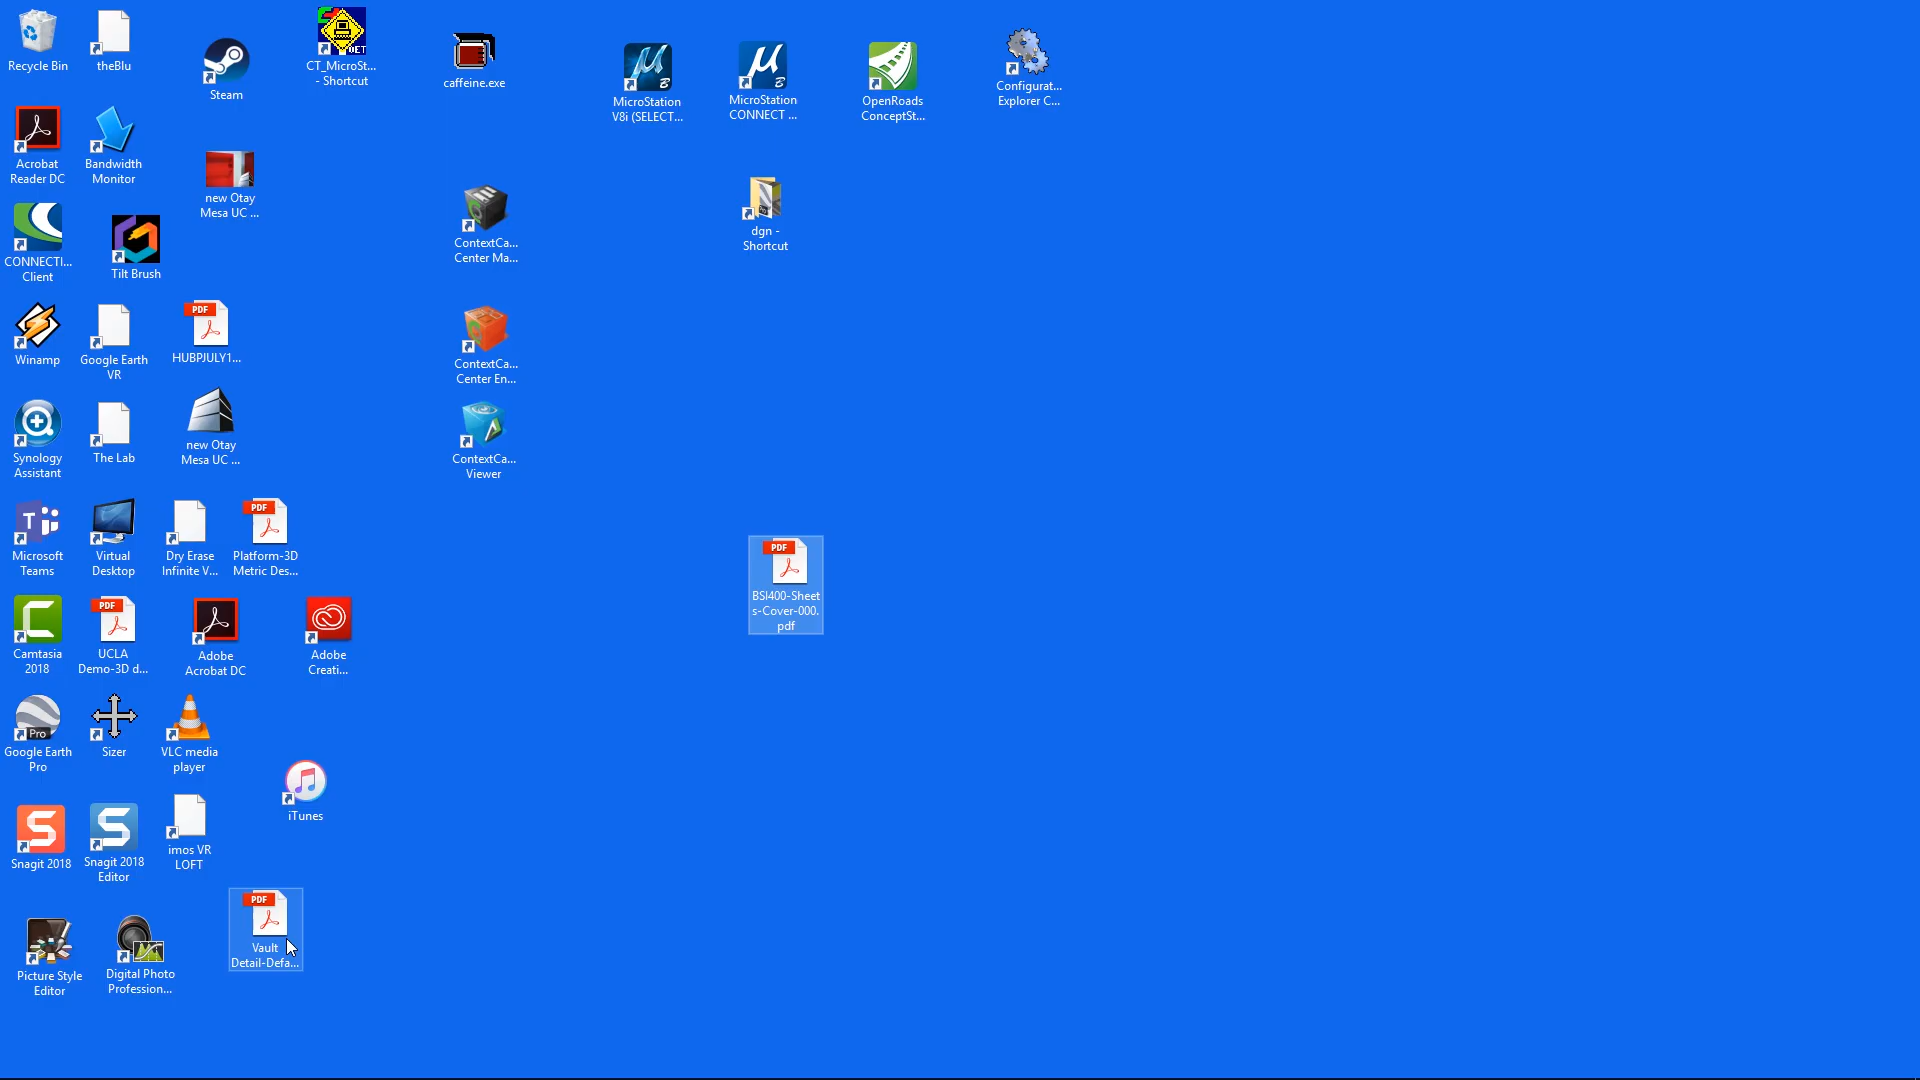 Recycle Bin
theBlu
Steam
CT_MicroSt...
- Shortcut
caffeine.exe
MicroStation
V8i (SELECT...
MicroStation
CONNECT ...
OpenRoads
ConceptSt...
Configurat...
Explorer C...
Acrobat
Reader DC
Bandwidth
Monitor
new Otay
Mesa UC ...
ContextCa...
Center Ma...
dgn -
Shortcut
CONNECTI...
Client
Tilt Brush
Winamp
Google Earth
VR
PDF
HUBPJULY1...
ContextCa...
Center En...
Synology
Assistant
The Lab
new Otay
Mesa UC ...
ContextCa...
Viewer
Microsoft
Teams
Virtual
Desktop
Dry Erase
Infinite V...
PDF
Platform-3D
Metric Des...
PDF
BSI400-Sheet
s-Cover-000.
pdf
Camtasia
2018
PDF
UCLA
Demo-3D d...
Adobe
Acrobat DC
Adobe
Creati...
Pro
Google Earth
Pro
Sizer
VLC media
player
iTunes
Snagit 2018
Snagit 2018
Editor
imos VR
LOFT
PDF
Vault
Detail-Defa...
Picture Style
Editor
Digital Photo
Profession...